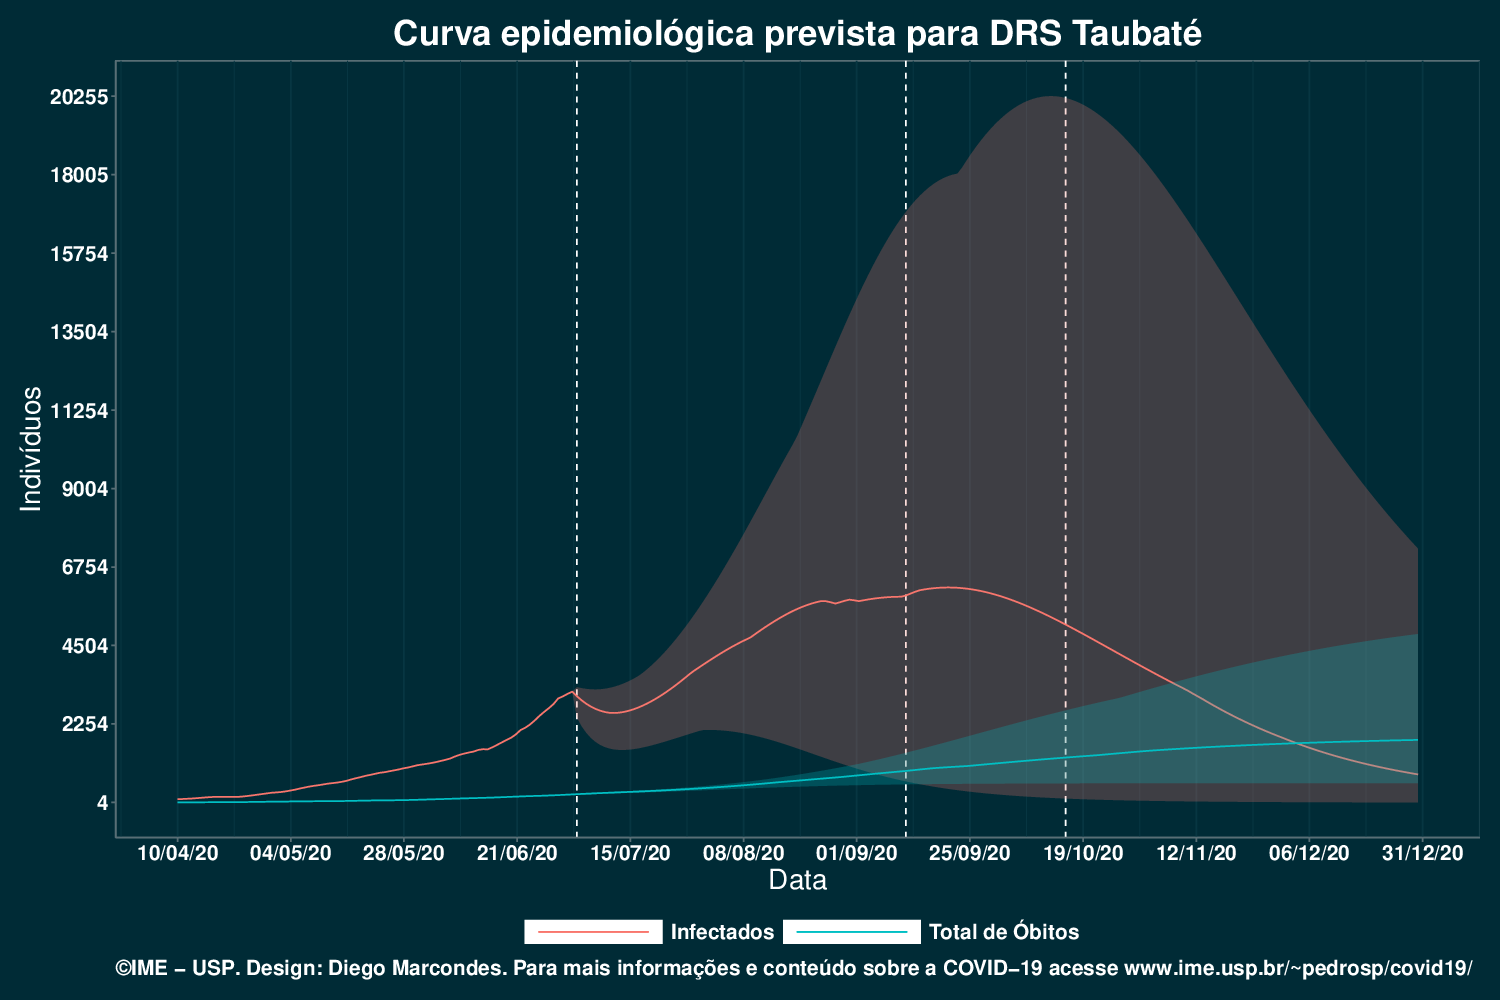 Curva epidemiológica prevista para DRS Taubaté
20255
18005
15754
13504
11254
9004
6754
4504
2254
4
Indivíduos
10/04/20 04/05/20 28/05/20 21/06/20 15/07/20 08/08/20 01/09/20 25/09/20 19/10/20 12/11/20 06/12/20 31/12/20
Data
Infectados Total de Óbitos
©IME − USP. Design: Diego Marcondes. Para mais informações e conteúdo sobre a COVID−19 acesse www.ime.usp.br/~pedrosp/covid19/